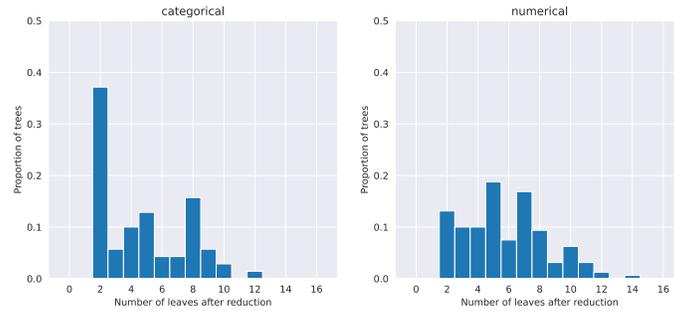 categorical
0.5
0.4
0.3
0.2
0.1
0.0
Proportion of trees
0 2 4 6 8 10 12 14 16
Number of leaves after reduction
numerical
0.5
0.4
0.3
0.2
0.1
0.0
Proportion of trees
0 2 4 6 8 10 12 14 16
Number of leaves after reduction